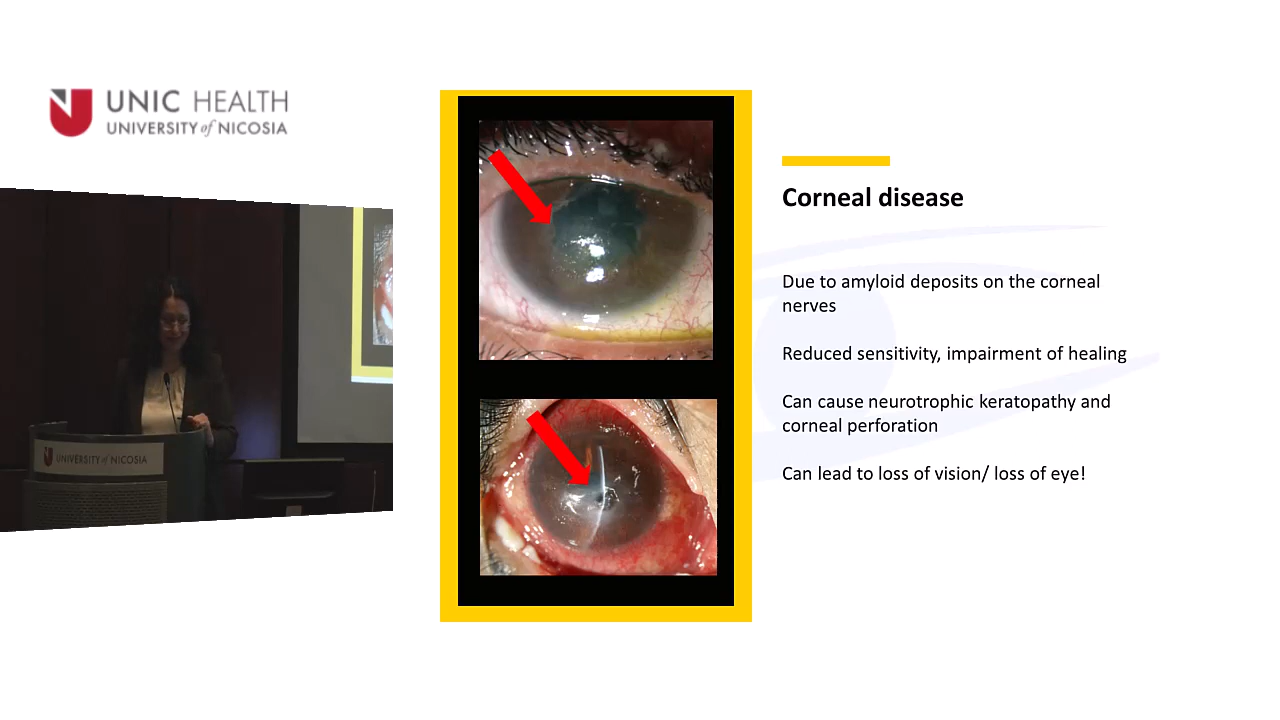 UNIC HEALTH
UNIVERSITY of NICOSIA
UNIVERSITY of NICOSIA
Corneal disease
Due to amyloid deposits on the corneal
nerves
Reduced sensitivity, impairment of healing
Can cause neurotrophic keratopathy and
corneal perforation
Can lead to loss of vision/ loss of eye!